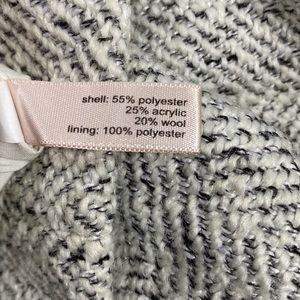 shell: 55% polyester
25% acrylic
20% wool
lining: 100% polyester